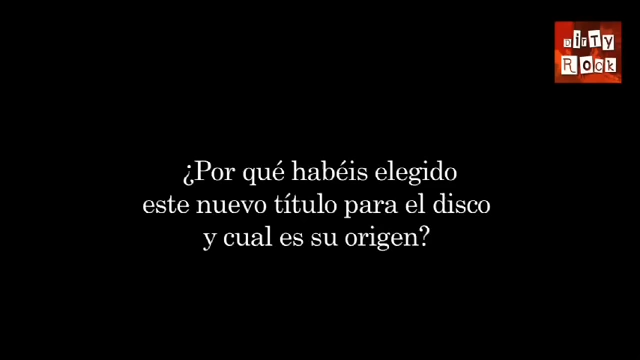 DiRTY
ROcK
¿Por qué habéis elegido
este nuevo título para el disco
y cual es su origen?